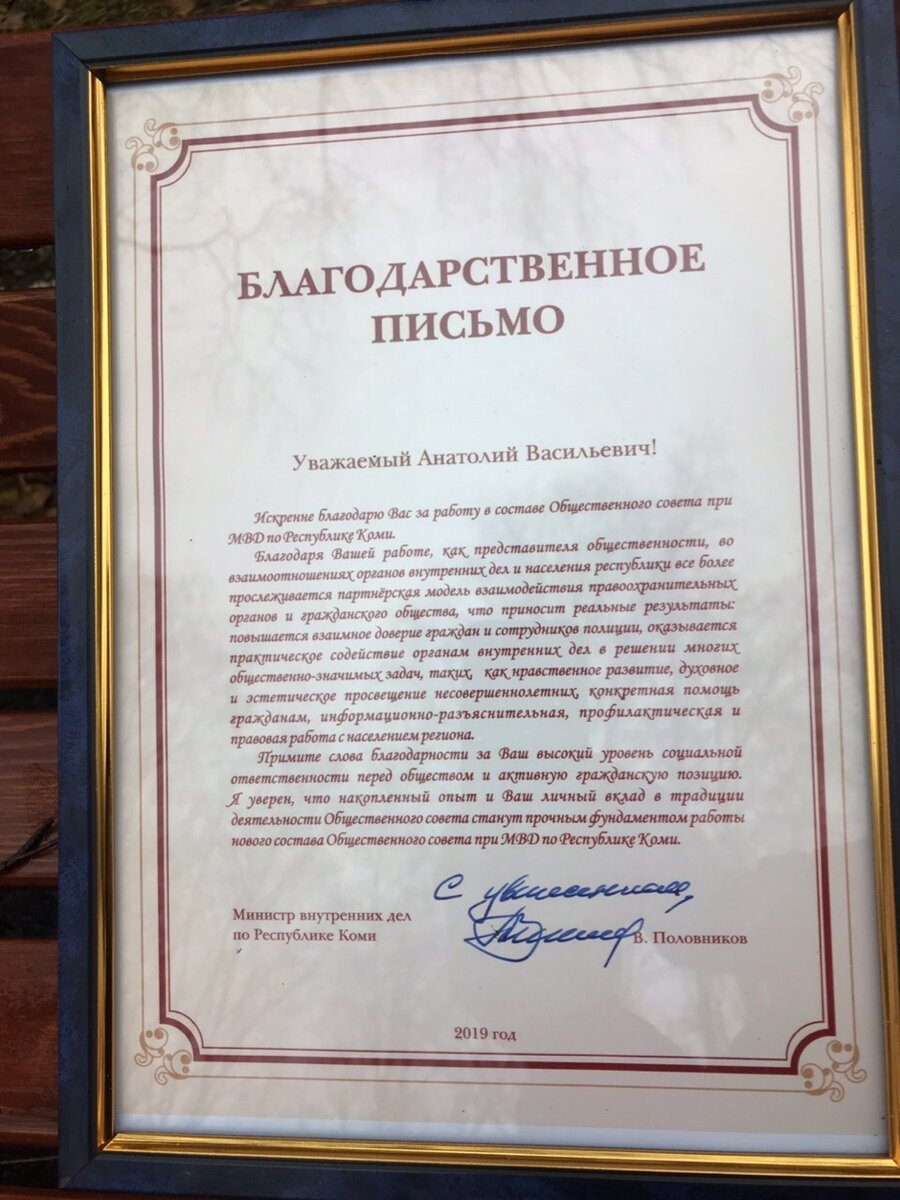 БЛАГОДАРСТВЕННОЕ
ПИСЬМО
Уважаемый Анатолий Васильевич!
Искренне благодарю Вас за работу в составе Общественного совета при
МВД по Республике Коми.
Благодаря Вашей работе, как представителя общественности, во
взаимоотношениях органов внутренних дел и населения республики все более
прослеживается партнёрская модель взаимодействия правоохранительных
органов и гражданского общества, что приносит реальные результаты:
повышается взаимное доверие граждан и сотрудников полиции, оказывается
практическое содействие органам внутренних дел в решении многих
общественно-значимых задач, таких, как нравственное развитие, духовное
и эстетическое просвещение несовершеннолетних, конкретная помощь
гражданам, информационно-разъяснительная, профилактическая и
правовая работа с населением региона.
Примите слова благодарности за Ваш высокий уровень социальной
ответственности перед обществом и активную гражданскую позицию.
Я уверен, что накопленный опыт и Ваш личный вклад в традиции
деятельности Общественного совета станут прочным фундаментом работы
нового состава Общественного совета при МВД по Республике Коми.
С уважением,
Министр внутренних дел
по Республике Коми В. Половников
2019 год